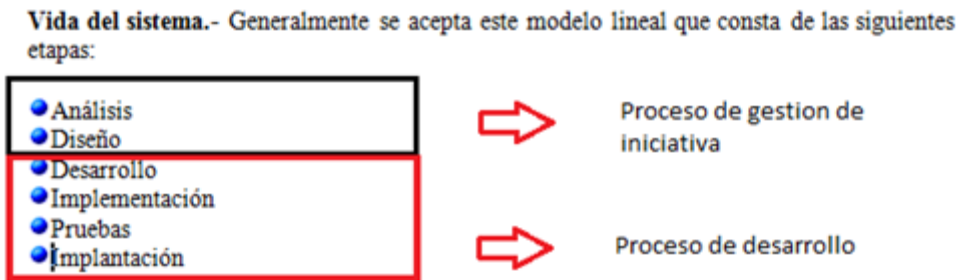 Vida del sistema.- Generalmente se acepta este modelo lineal que consta de las siguientes
etapas:
Análisis
Diseño
Desarrollo
Implementación
Pruebas
Implantación
Proceso de gestion de
iniciativa
Proceso de desarrollo